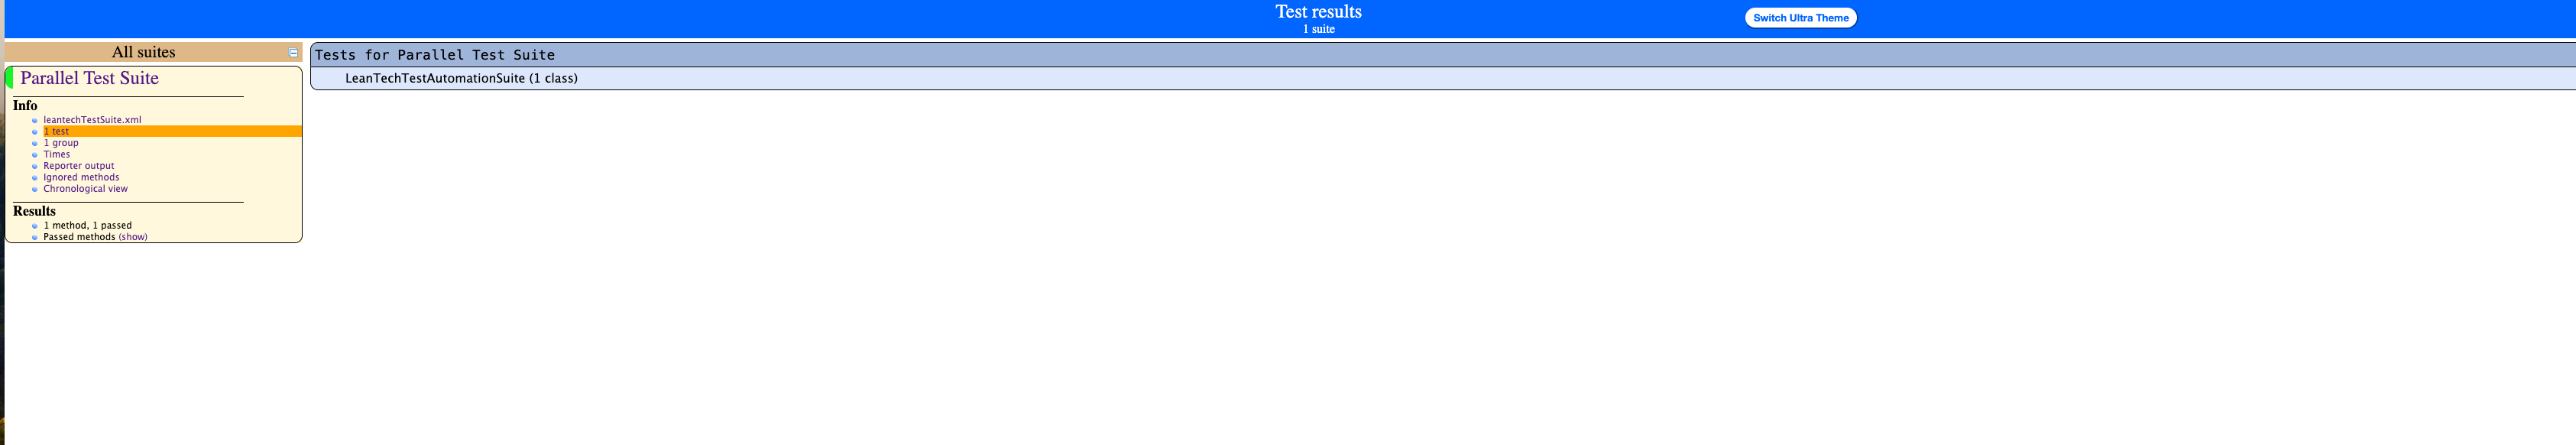 Test results
1 suite
Switch Ultra Theme
All suites
Parallel Test Suite
Info
leantechTestSuite.xml
1 test
1 group
Times
Reporter output
Ignored methods
Chronological view
Results
1 method, 1 passed
Passed methods (show)
Tests for Parallel Test Suite
LeanTechTestAutomationSuite (1 class)